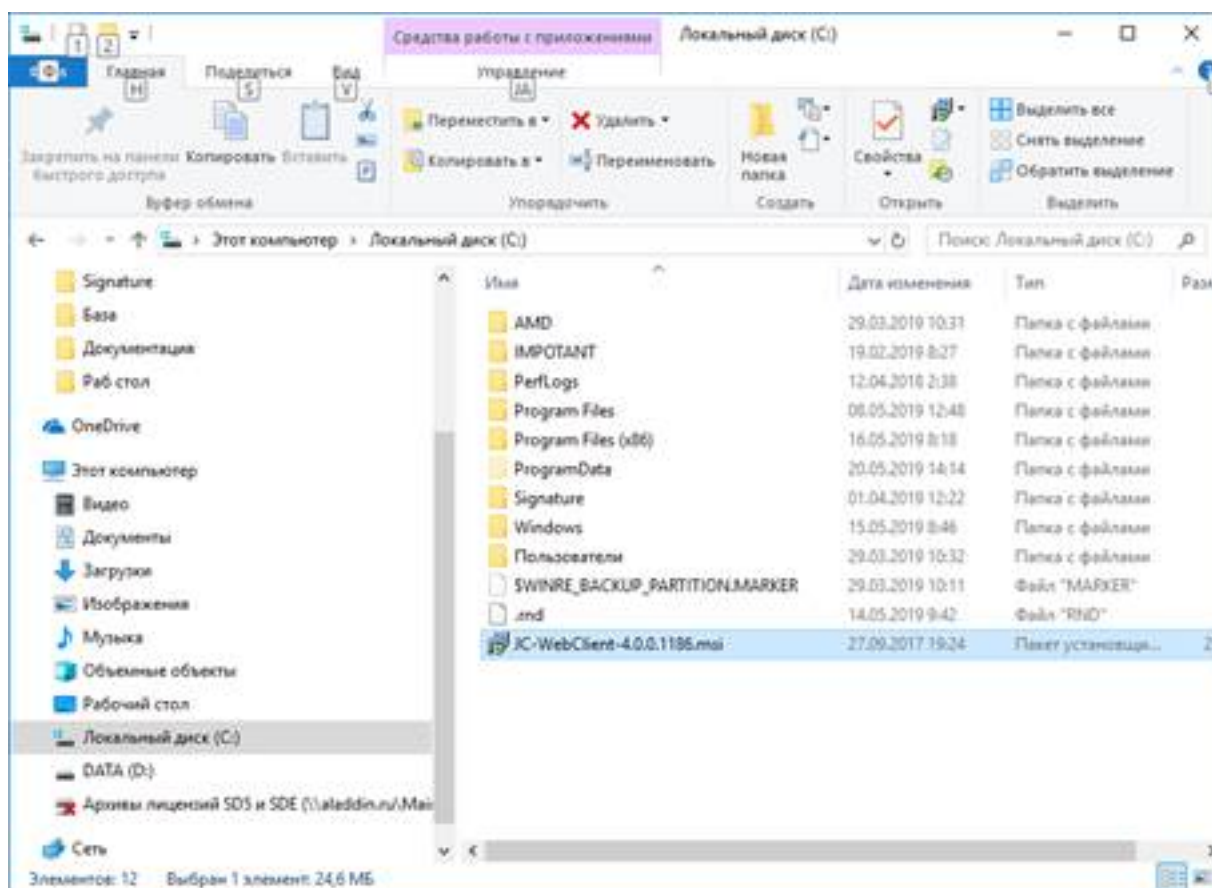 1 2 Средства работы с приложениями Локальный диск (C:)
Главная Поделиться Вид Управление
Ф H S V JA
Закрепить на панели быстрого доступа
Копировать
Вставить
Переместить в
Копировать в
Удалить
Переименовать
Новая папка
Свойства
Выделить все
Снять выделение
Обратить выделение
Буфер обмена Упорядочить Создать Открыть Выделить
Этот компьютер › Локальный диск (C:) Поиск: Локальный диск (C:)
Signature
База
Документация
Раб стол
OneDrive
Этот компьютер
Видео
Документы
Загрузки
Изображения
Музыка
Объемные объекты
Рабочий стол
Локальный диск (C:)
DATA (D:)
Архивы лицензий SDS и SDE (\\aladdin.ru\Mai
Сеть
Имя Дата изменения Тип Разм
AMD 29.03.2019 10:31 Папка с файлами
IMPOTANT 19.02.2019 8:27 Папка с файлами
PerfLogs 12.04.2018 2:38 Папка с файлами
Program Files 08.05.2019 12:48 Папка с файлами
Program Files (x86) 16.05.2019 8:18 Папка с файлами
ProgramData 20.05.2019 14:14 Папка с файлами
Signature 01.04.2019 12:22 Папка с файлами
Windows 15.05.2019 8:46 Папка с файлами
Пользователи 29.03.2019 10:32 Папка с файлами
$WINRE_BACKUP_PARTITION.MARKER 29.03.2019 10:11 Файл "MARKER"
.rnd 14.05.2019 9:42 Файл "RND"
JC-WebClient-4.0.0.1186.msi 27.09.2017 19:24 Пакет установщи... 2
Элементов: 12 Выбран 1 элемент: 24,6 МБ